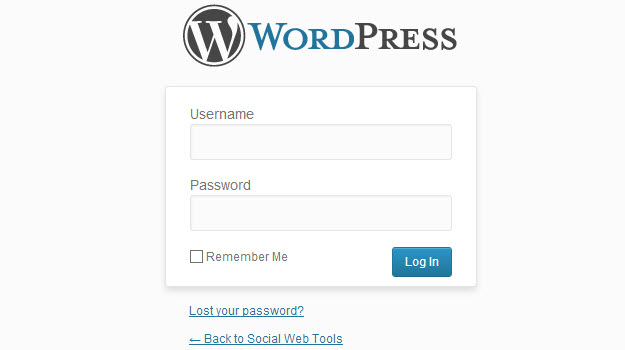 WORDPRESS
Username
Password
Remember Me
Log In
Lost your password?
← Back to Social Web Tools